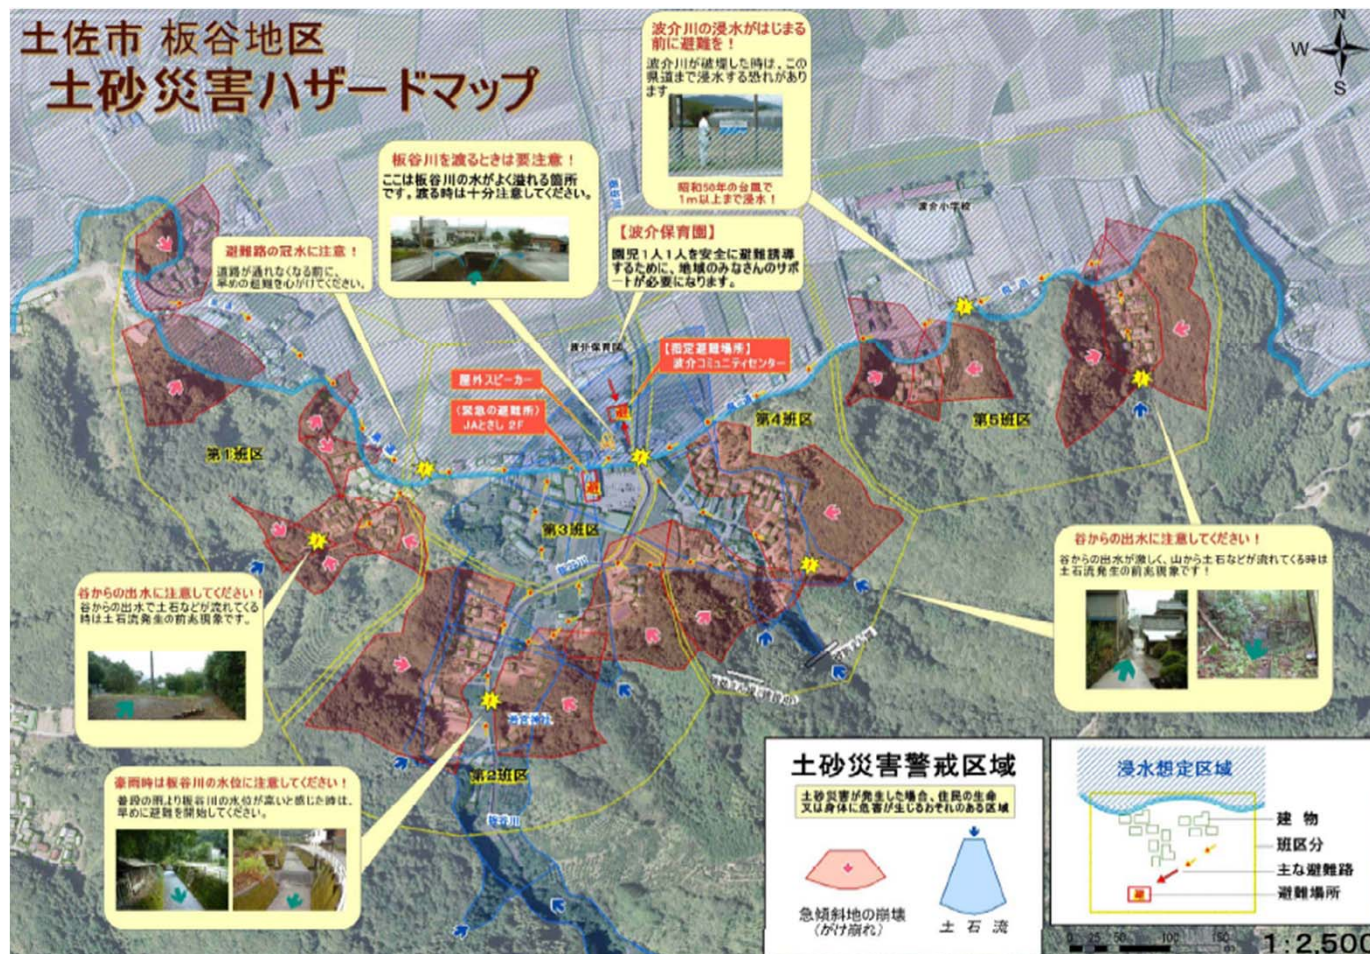 土佐市 板谷地区
土砂災害ハザードマップ
N
W
S
波介川の浸水がはじまる
前に避難を！
波介川が破堤した時は、この
県道まで浸水する恐れがあり
ます
昭和50年の台風で
1m以上まで浸水！
板谷川を渡るときは要注意！
ここは板谷川の水がよく溢れる箇所
です。渡る時は十分注意してください。
【波介保育園】
園児1人1人を安全に避難誘導
するために、地域のみなさんのサポ
ートが必要になります。
避難路の冠水に注意！
道路が通れなくなる前に、
早めの避難を心がけてください。
波介小学校
波介保育園
【指定避難場所】
波介コミュニティセンター
屋外スピーカー
（緊急の避難所）
JAとさし 2F
避
避
第1班区
第3班区
第4班区
第5班区
板谷川
第2班区
板谷川
谷からの出水に注意してください！
谷からの出水で土石などが流れてくる
時は土石流発生の前兆現象です。
谷からの出水に注意してください！
谷からの出水が激しく、山から土石などが流れてくる時は
土石流発生の前兆現象です！
豪雨時は板谷川の水位に注意してください！
普段の雨より板谷川の水位が高いと感じた時は、
早めに避難を開始してください。
土砂災害警戒区域
土砂災害が発生した場合、住民の生命
又は身体に危害が生じるおそれのある区域
急傾斜地の崩壊
（がけ崩れ）
土石流
浸水想定区域
建物
班区分
主な避難路
避難場所
避
0 25 50 100 150
1:2,500